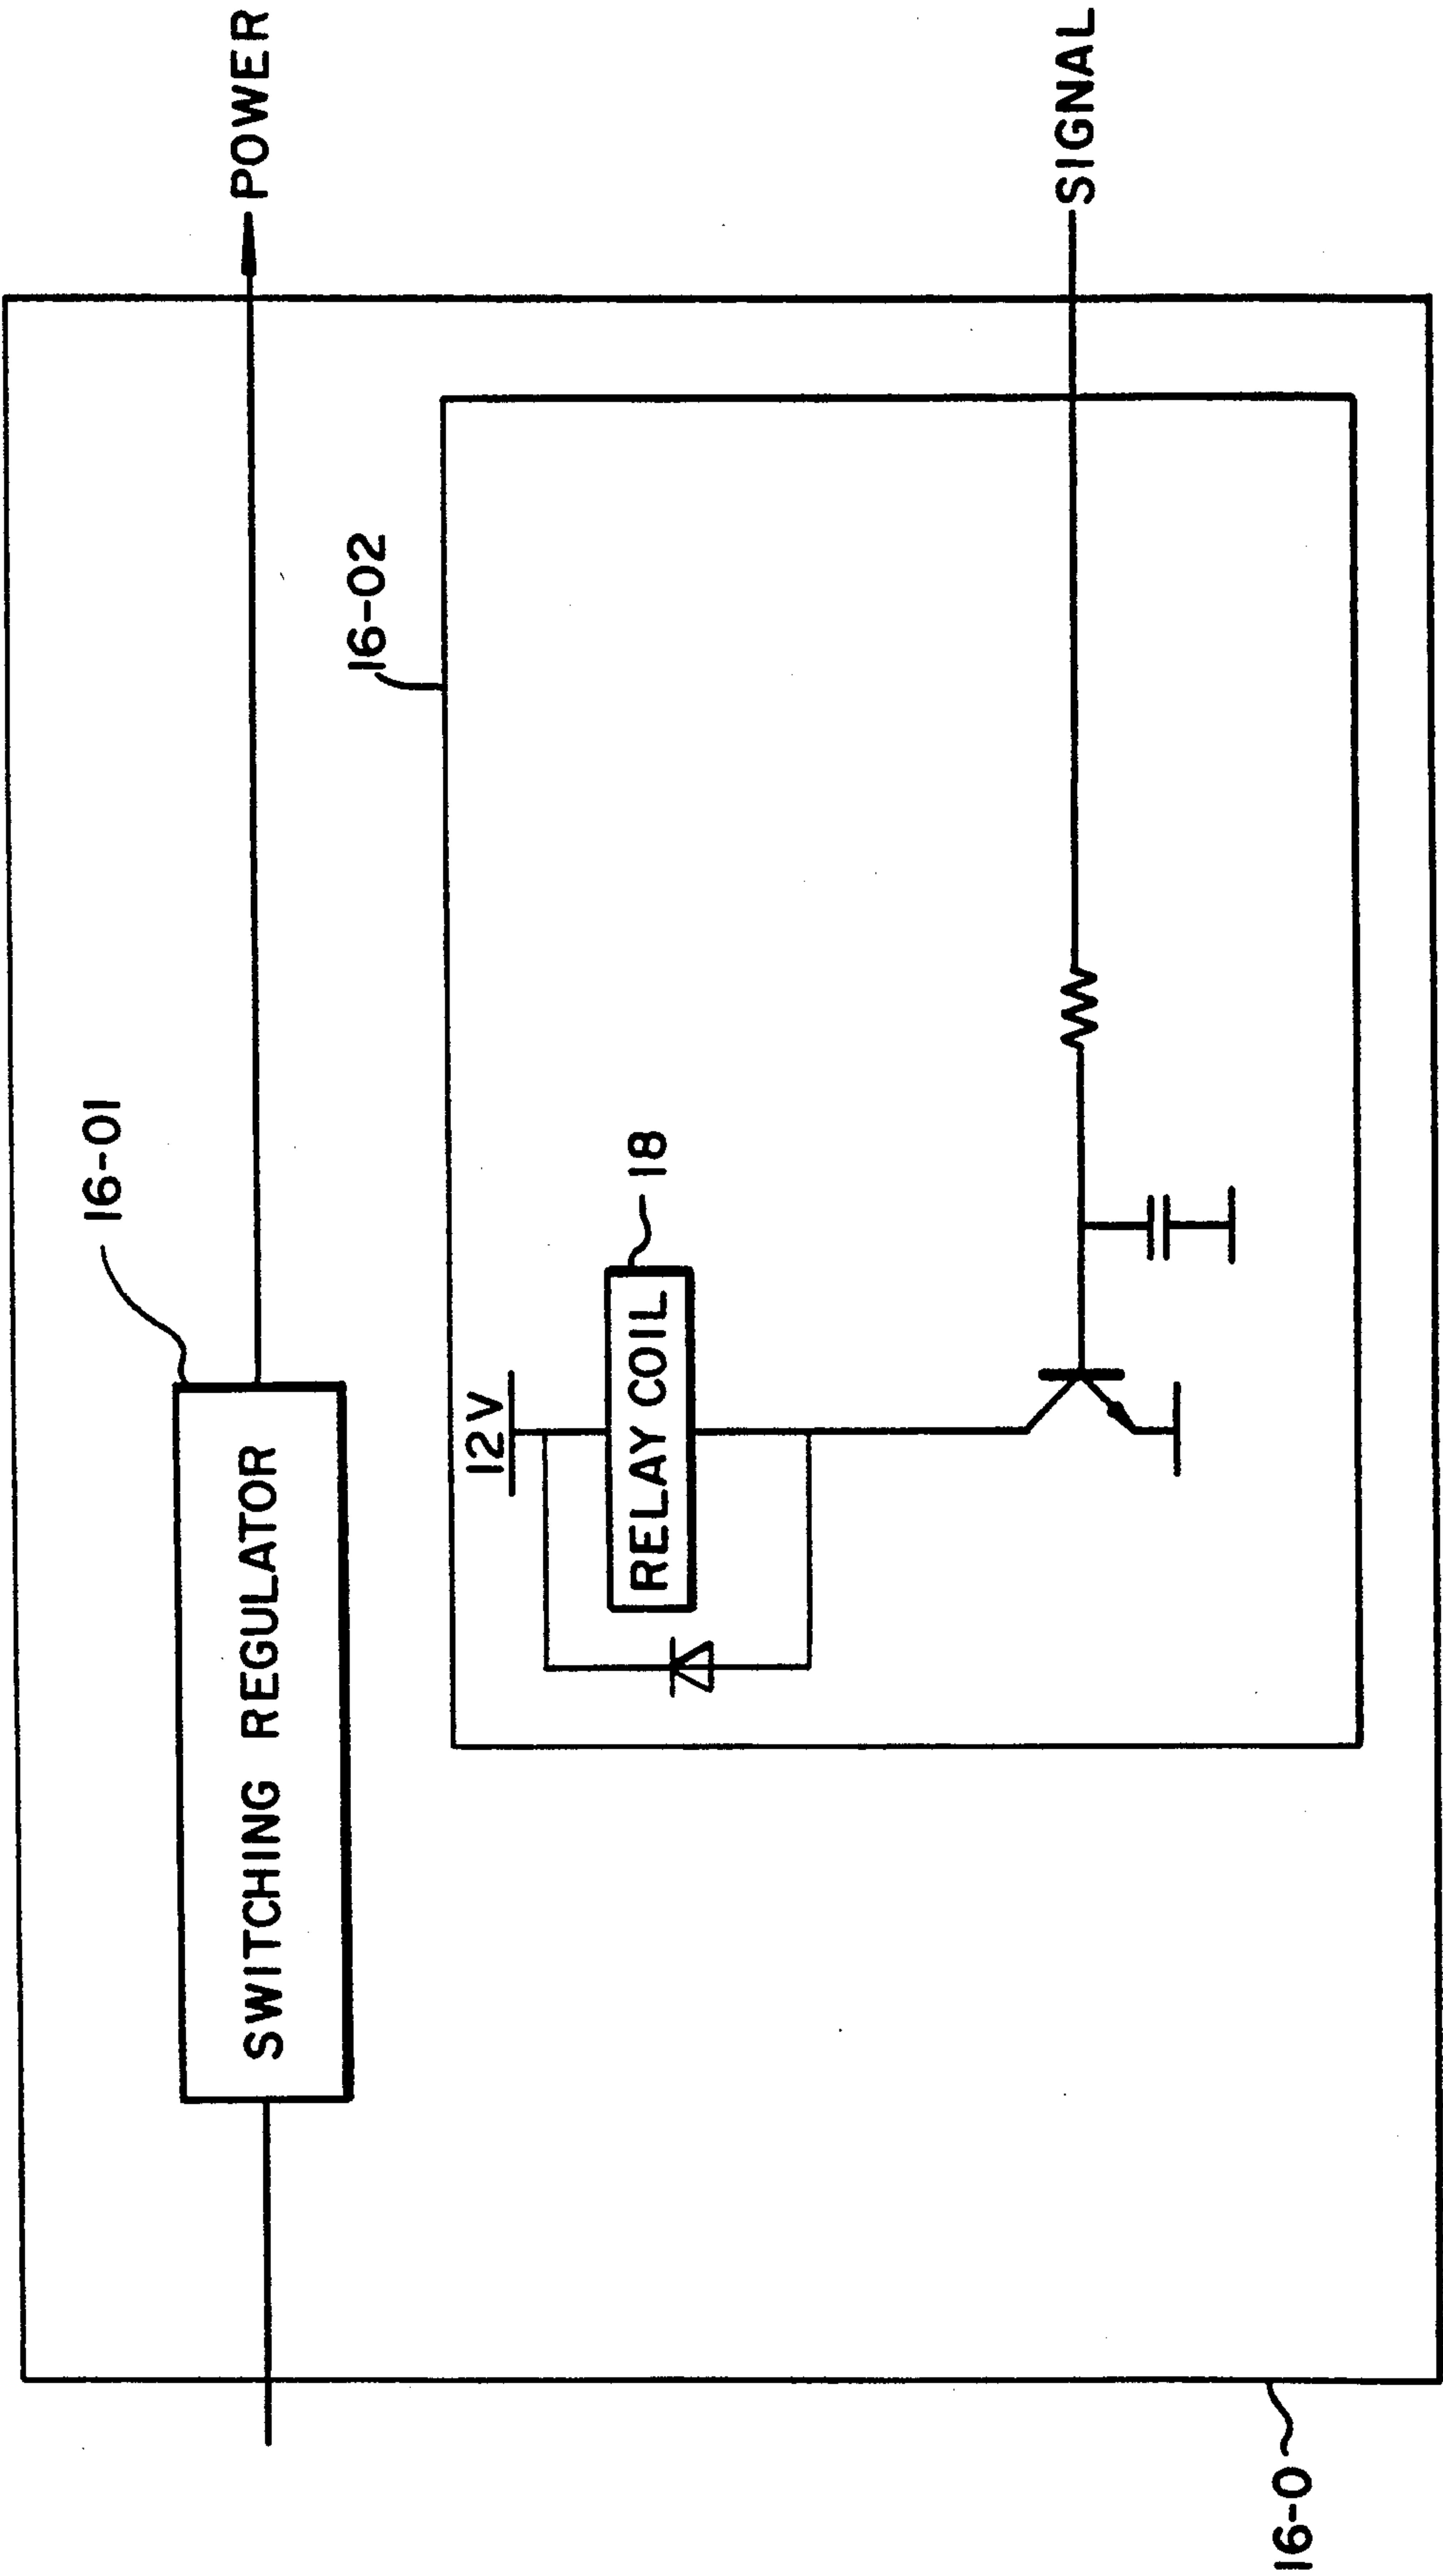 16-01
SWITCHING REGULATOR
POWER
16-02
12V
RELAY COIL
18
SIGNAL
16-0